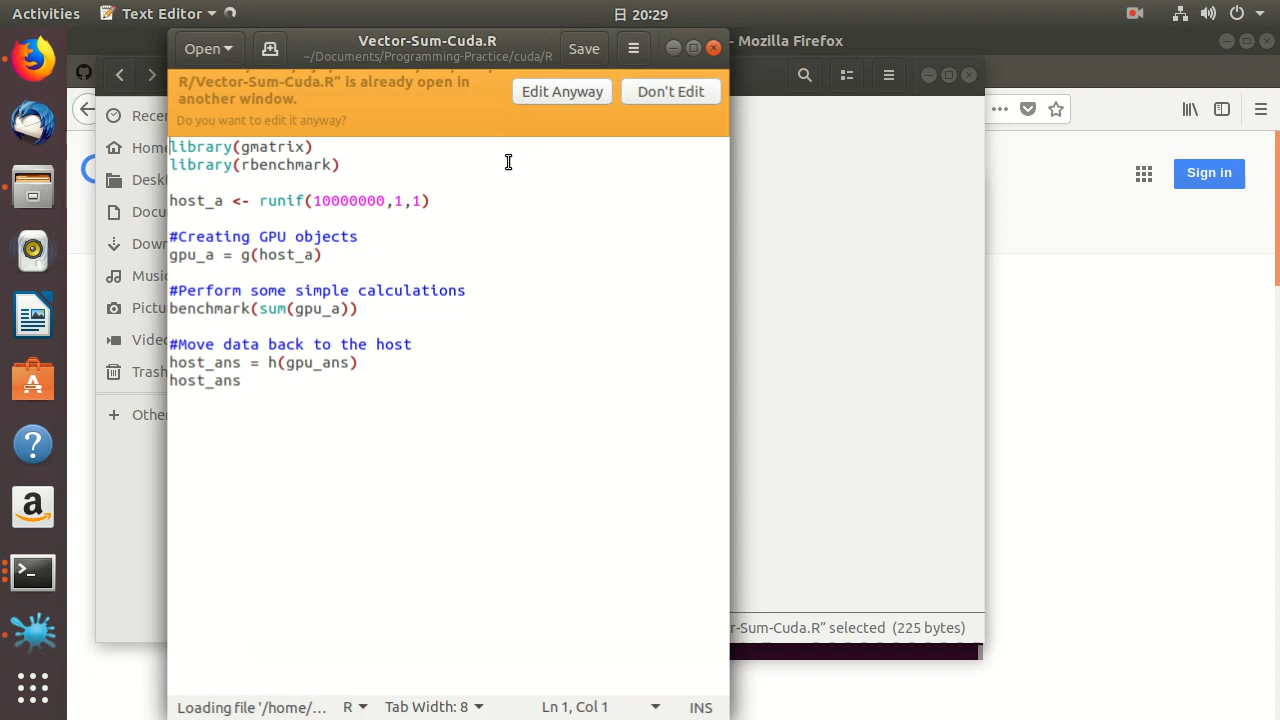 Activities
Text Editor
日 20:29
- Mozilla Firefox
Open
Vector-Sum-Cuda.R
~/Documents/Programming-Practice/cuda/R
Save
R/Vector-Sum-Cuda.R” is already open in
another window.
Do you want to edit it anyway?
Edit Anyway
Don't Edit
library(gmatrix)
library(rbenchmark)
host_a <- runif(10000000,1,1)
#Creating GPU objects
gpu_a = g(host_a)
#Perform some simple calculations
benchmark(sum(gpu_a))
#Move data back to the host
host_ans = h(gpu_ans)
host_ans
Loading file '/home/...
R
Tab Width: 8
Ln 1, Col 1
INS
Recen
Home
Deskt
Docu
Down
Music
Pictu
Video
Trash
Othe
r-Sum-Cuda.R” selected (225 bytes)
Sign in